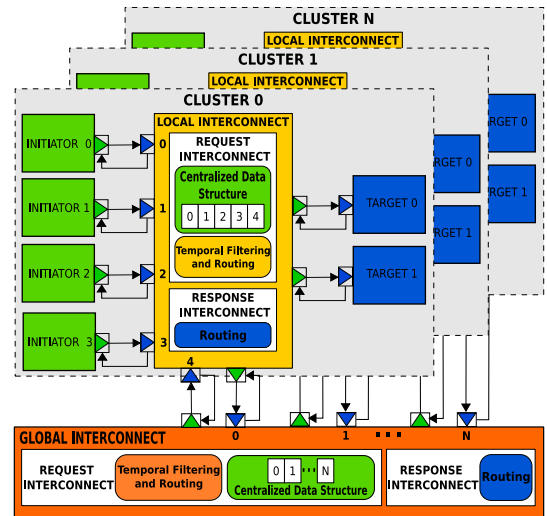 CLUSTER N
LOCAL INTERCONNECT
CLUSTER 1
LOCAL INTERCONNECT
CLUSTER 0
LOCAL INTERCONNECT
INITIATOR 0
0
REQUEST
INTERCONNECT
Centralized Data
Structure
0 1 2 3 4
Temporal Filtering
and Routing
RESPONSE
INTERCONNECT
Routing
INITIATOR 1
1
INITIATOR 2
2
INITIATOR 3
3
4
TARGET 0
TARGET 1
RGET 0
RGET 1
RGET 0
RGET 1
GLOBAL INTERCONNECT
0
1
N
REQUEST
INTERCONNECT
Temporal Filtering
and Routing
0 1 N
Centralized Data Structure
RESPONSE
INTERCONNECT
Routing